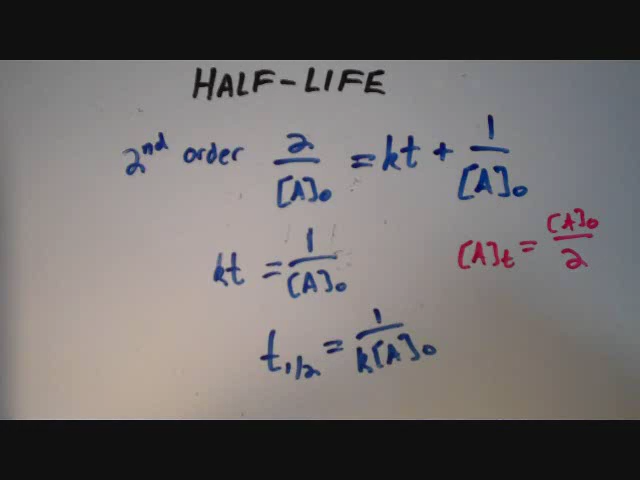 HALF-LIFE
2nd order 2/[A]0 = kt + 1/[A]0
kt = 1/[A]0
[A]t = [A]0/2
t1/2 = 1/k[A]0